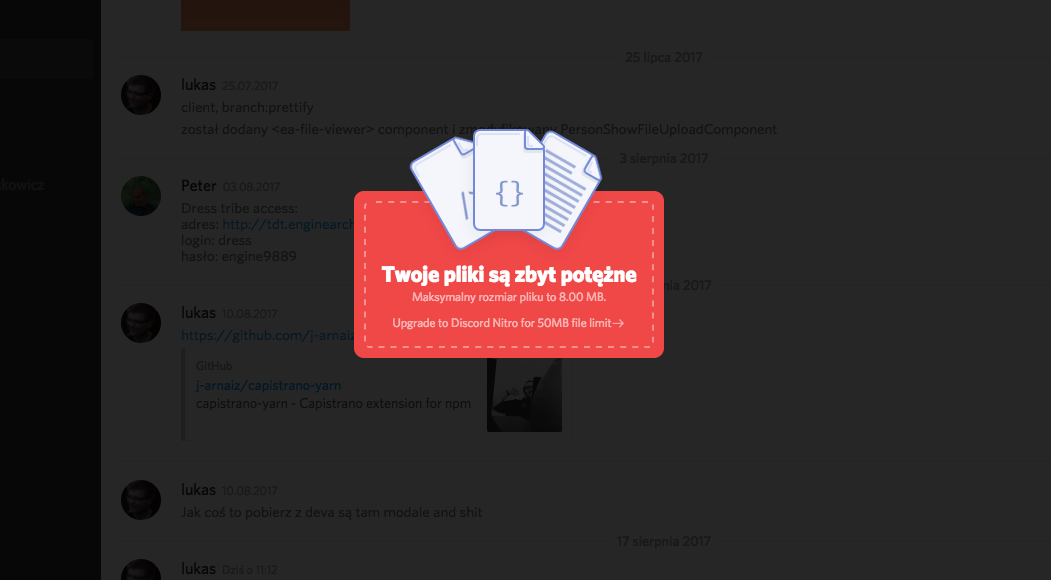 25 lipca 2017
lukas 25.07.2017
client, branch:prettify
został dodany <ea-file-viewer> component i zmodyfikowany PersonShowFileUploadComponent
3 sierpnia 2017
kowicz
Peter 03.08.2017
Dress tribe access:
adres: http://tdt.enginearch
login: dress
hasło: engine9889
{}
Twoje pliki są zbyt potężne
Maksymalny rozmiar pliku to 8.00 MB.
Upgrade to Discord Nitro for 50MB file limit→
nia 2017
lukas 10.08.2017
https://github.com/j-arnaiz
GitHub
j-arnaiz/capistrano-yarn
capistrano-yarn - Capistrano extension for npm
lukas 10.08.2017
Jak coś to pobierz z deva są tam modale and shit
17 sierpnia 2017
lukas Dziś o 11:12